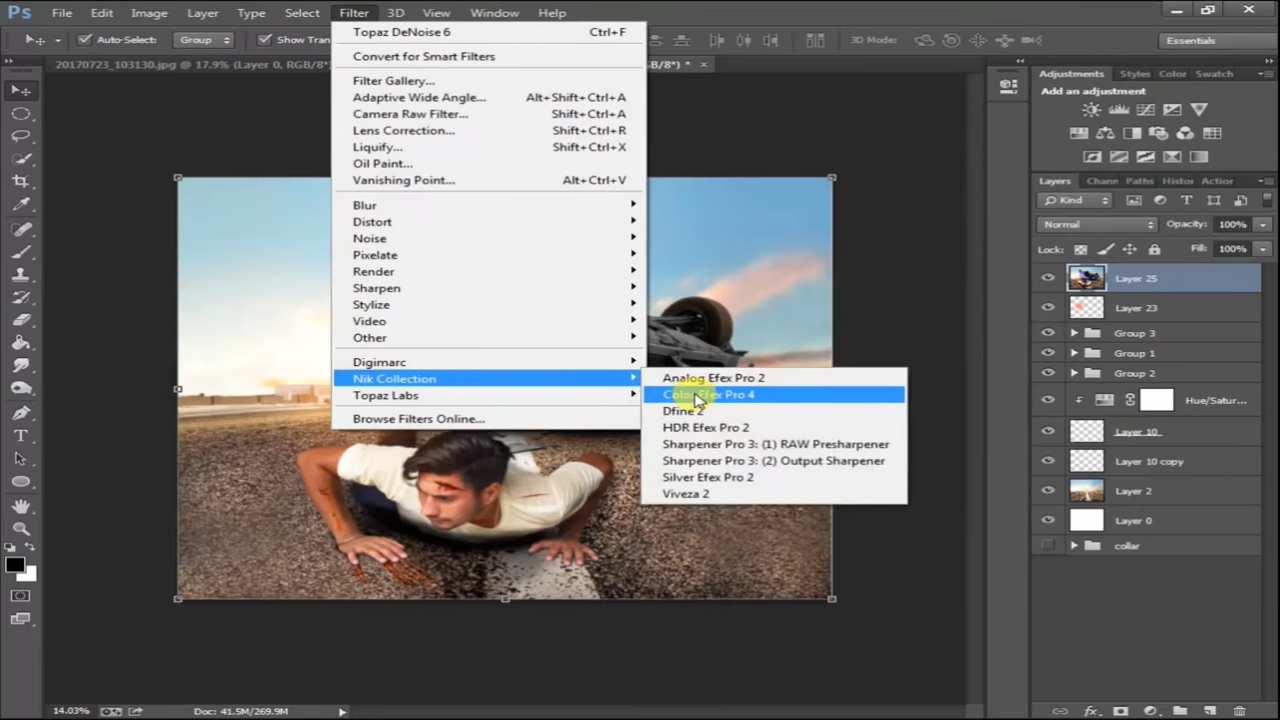 Ps File Edit Image Layer Type Select Filter 3D View Window Help
Auto-Select: Group Show Tran 3D Mode: Essentials
20170723_103130.jpg @ 17.9% (Layer 0, RGB/8* GB/8*) * ×
Topaz DeNoise 6 Ctrl+F
Convert for Smart Filters
Filter Gallery...
Adaptive Wide Angle... Alt+Shift+Ctrl+A
Camera Raw Filter... Shift+Ctrl+A
Lens Correction... Shift+Ctrl+R
Liquify... Shift+Ctrl+X
Oil Paint...
Vanishing Point... Alt+Ctrl+V
Blur
Distort
Noise
Pixelate
Render
Sharpen
Stylize
Video
Other
Digimarc
Nik Collection
Topaz Labs
Browse Filters Online...
Analog Efex Pro 2
Color Efex Pro 4
Dfine 2
HDR Efex Pro 2
Sharpener Pro 3: (1) RAW Presharpener
Sharpener Pro 3: (2) Output Sharpener
Silver Efex Pro 2
Viveza 2
Adjustments Styles Color Swatch
Add an adjustment
Layers Chann Paths Histor Action
Kind
Normal Opacity: 100%
Lock: Fill: 100%
Layer 25
Layer 23
Group 3
Group 1
Group 2
Hue/Satur...
Layer 10
Layer 10 copy
Layer 2
Layer 0
collar
14.03% Doc: 41.5M/269.9M